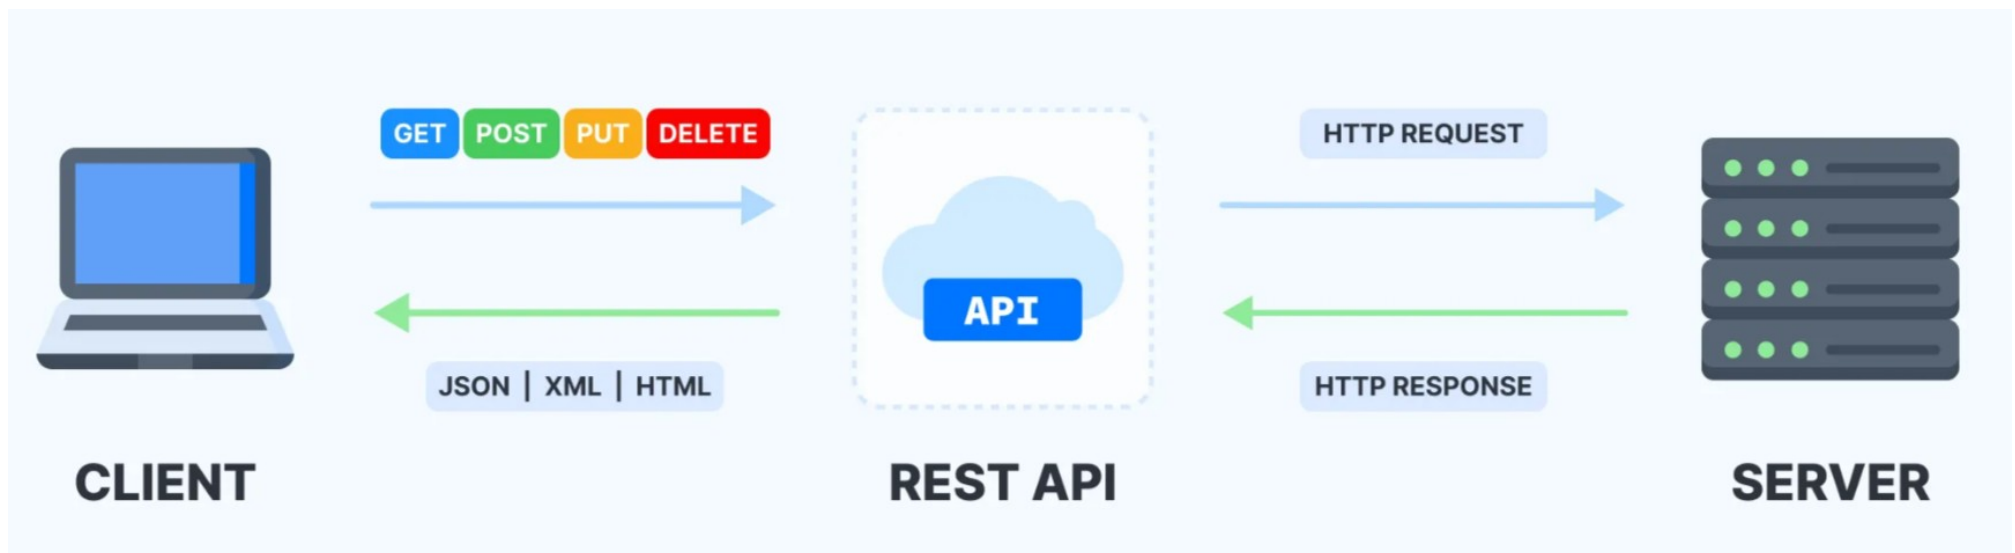 GET POST PUT DELETE
HTTP REQUEST
API
JSON | XML | HTML
HTTP RESPONSE
CLIENT
REST API
SERVER